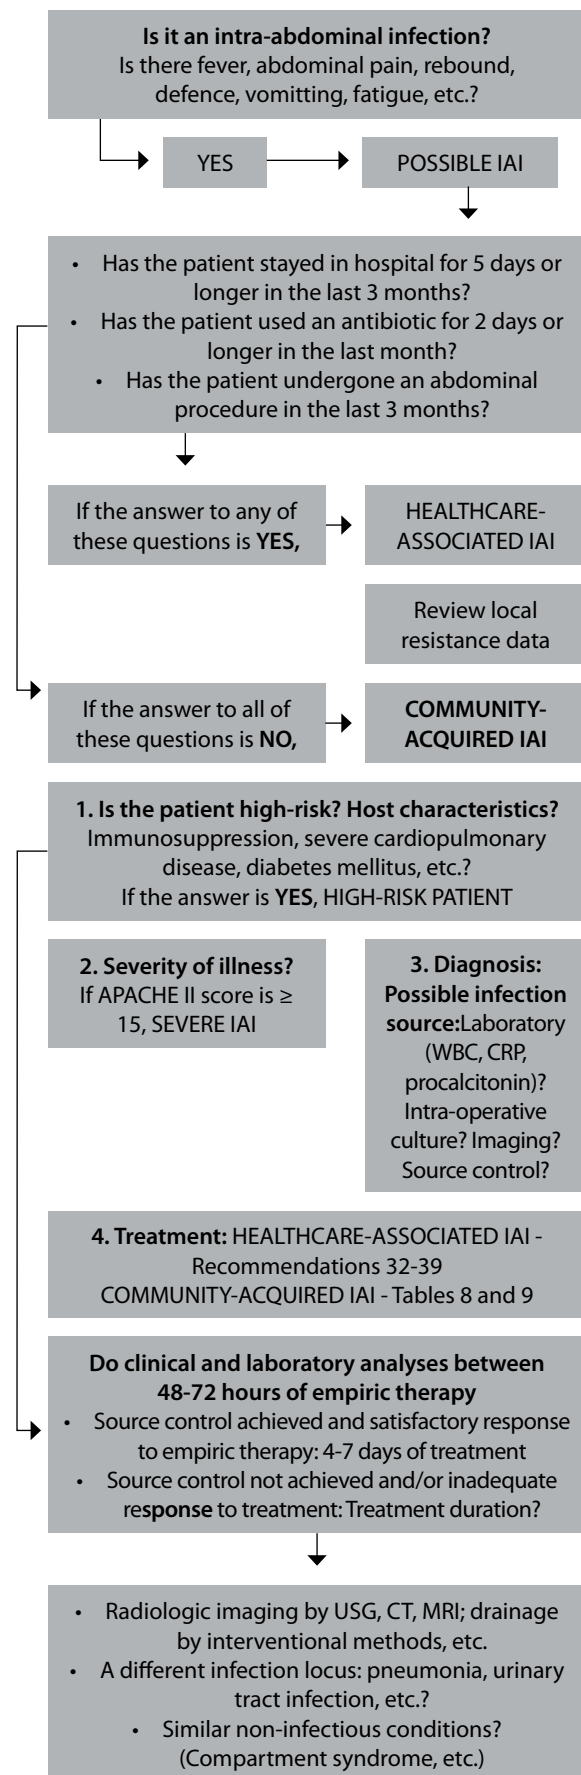 Is it an intra-abdominal infection?
Is there fever, abdominal pain, rebound,
defence, vomitting, fatigue, etc.?
YES
POSSIBLE IAI
• Has the patient stayed in hospital for 5 days or
longer in the last 3 months?
• Has the patient used an antibiotic for 2 days or
longer in the last month?
• Has the patient undergone an abdominal
procedure in the last 3 months?
If the answer to any of
these questions is YES,
HEALTHCARE-
ASSOCIATED IAI
Review local
resistance data
If the answer to all of
these questions is NO,
COMMUNITY-
ACQUIRED IAI
1. Is the patient high-risk? Host characteristics?
Immunosuppression, severe cardiopulmonary
disease, diabetes mellitus, etc.?
If the answer is YES, HIGH-RISK PATIENT
2. Severity of illness?
If APACHE II score is ≥
15, SEVERE IAI
3. Diagnosis:
Possible infection
source:Laboratory
(WBC, CRP,
procalcitonin)?
Intra-operative
culture? Imaging?
Source control?
4. Treatment: HEALTHCARE-ASSOCIATED IAI -
Recommendations 32-39
COMMUNITY-ACQUIRED IAI - Tables 8 and 9
Do clinical and laboratory analyses between
48-72 hours of empiric therapy
• Source control achieved and satisfactory response
to empiric therapy: 4-7 days of treatment
• Source control not achieved and/or inadequate
response to treatment: Treatment duration?
• Radiologic imaging by USG, CT, MRI; drainage
by interventional methods, etc.
• A different infection locus: pneumonia, urinary
tract infection, etc.?
• Similar non-infectious conditions?
(Compartment syndrome, etc.)